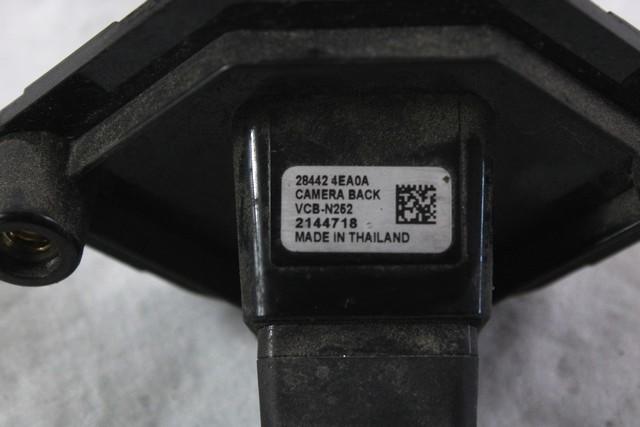 28442 4EA0A
CAMERA BACK
VCB-N252
2144718
MADE IN THAILAND